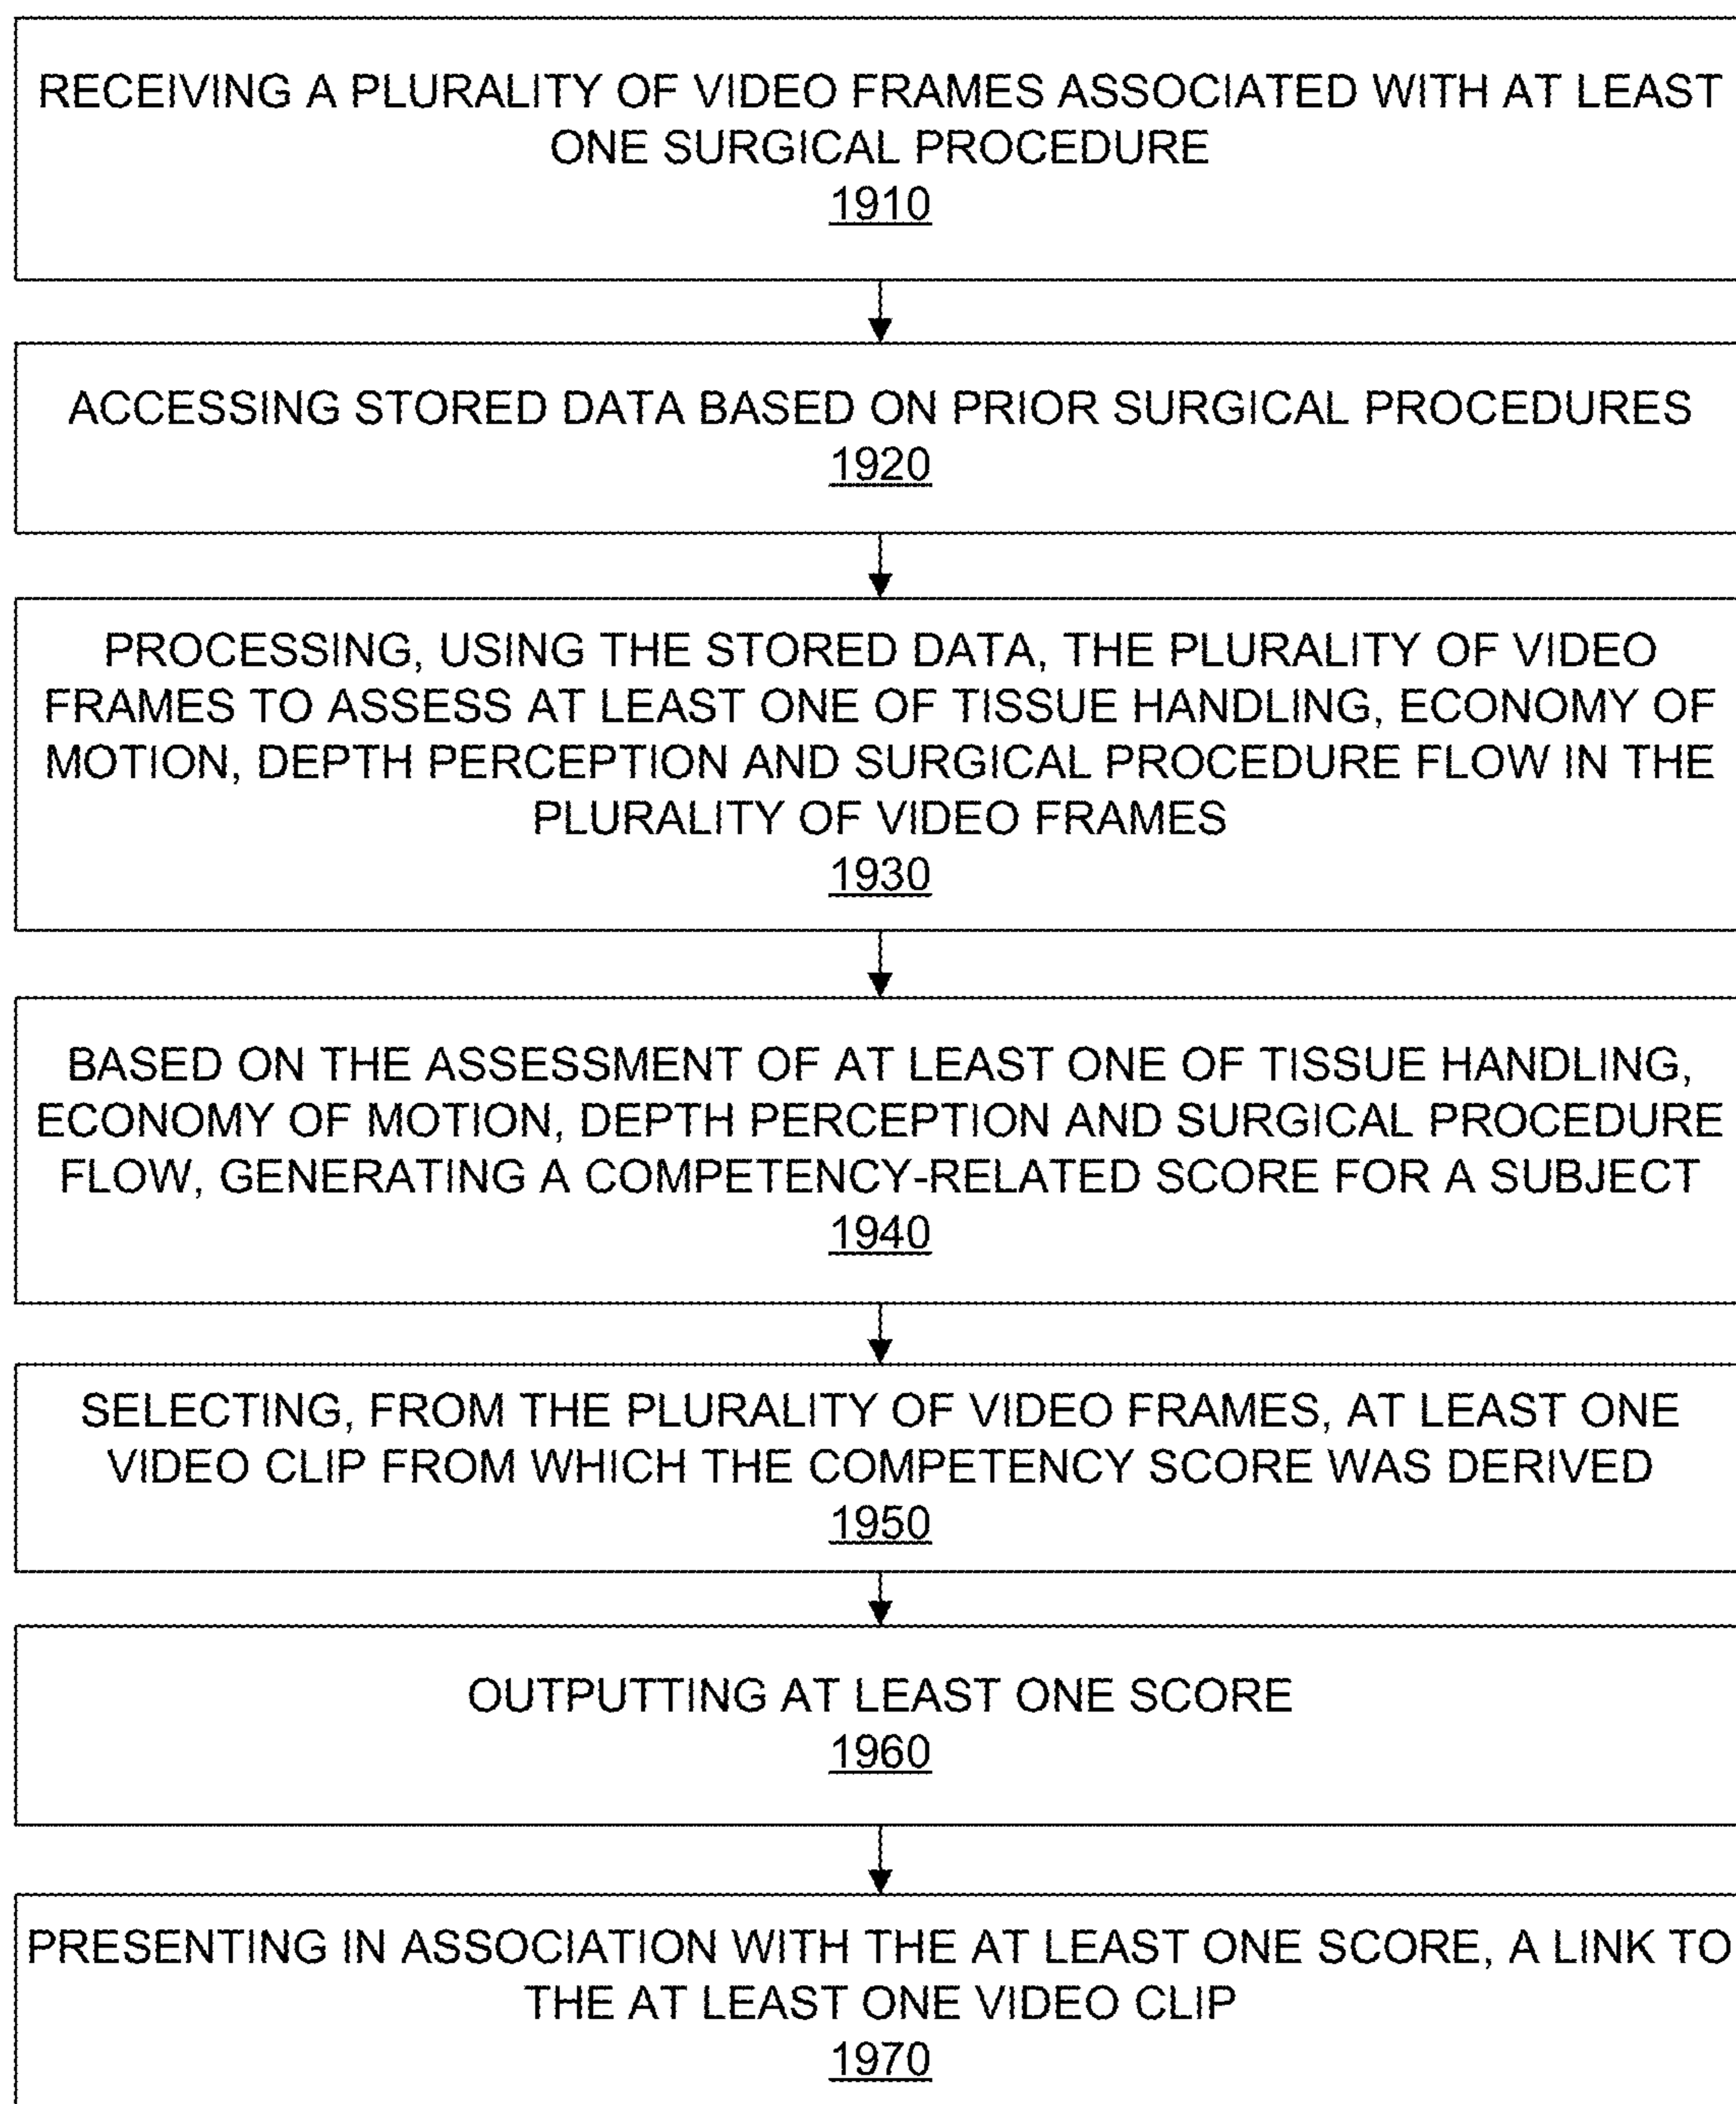 RECEIVING A PLURALITY OF VIDEO FRAMES ASSOCIATED WITH AT LEAST
ONE SURGICAL PROCEDURE
1910
ACCESSING STORED DATA BASED ON PRIOR SURGICAL PROCEDURES
1920
PROCESSING, USING THE STORED DATA, THE PLURALITY OF VIDEO
FRAMES TO ASSESS AT LEAST ONE OF TISSUE HANDLING, ECONOMY OF
MOTION, DEPTH PERCEPTION AND SURGICAL PROCEDURE FLOW IN THE
PLURALITY OF VIDEO FRAMES
1930
BASED ON THE ASSESSMENT OF AT LEAST ONE OF TISSUE HANDLING,
ECONOMY OF MOTION, DEPTH PERCEPTION AND SURGICAL PROCEDURE
FLOW, GENERATING A COMPETENCY-RELATED SCORE FOR A SUBJECT
1940
SELECTING, FROM THE PLURALITY OF VIDEO FRAMES, AT LEAST ONE
VIDEO CLIP FROM WHICH THE COMPETENCY SCORE WAS DERIVED
1950
OUTPUTTING AT LEAST ONE SCORE
1960
PRESENTING IN ASSOCIATION WITH THE AT LEAST ONE SCORE, A LINK TO
THE AT LEAST ONE VIDEO CLIP
1970